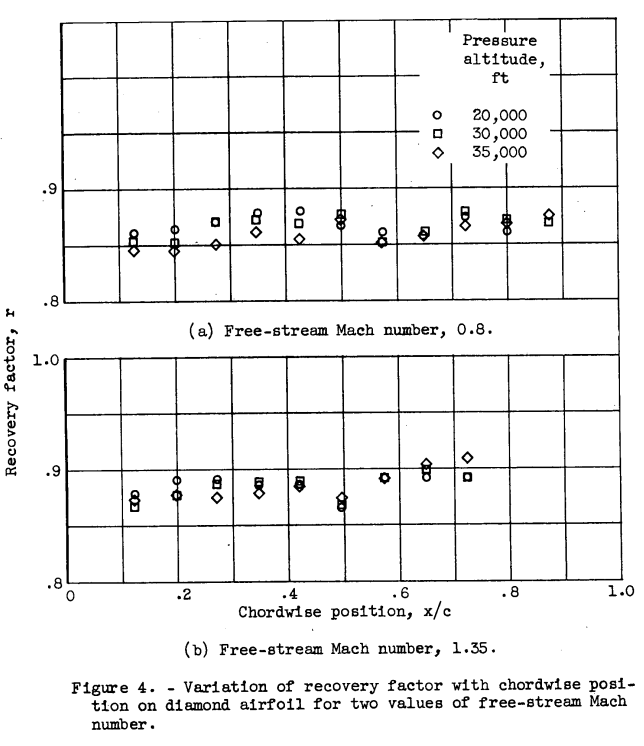 Pressure
altitude,
ft
20,000
30,000
35,000
.9
.8
(a) Free-stream Mach number, 0.8.
Recovery factor, r
1.0
.9
.8
0 .2 .4 .6 .8 1.0
Chordwise position, x/c
(b) Free-stream Mach number, 1.35.
Figure 4. - Variation of recovery factor with chordwise posi-
tion on diamond airfoil for two values of free-stream Mach
number.